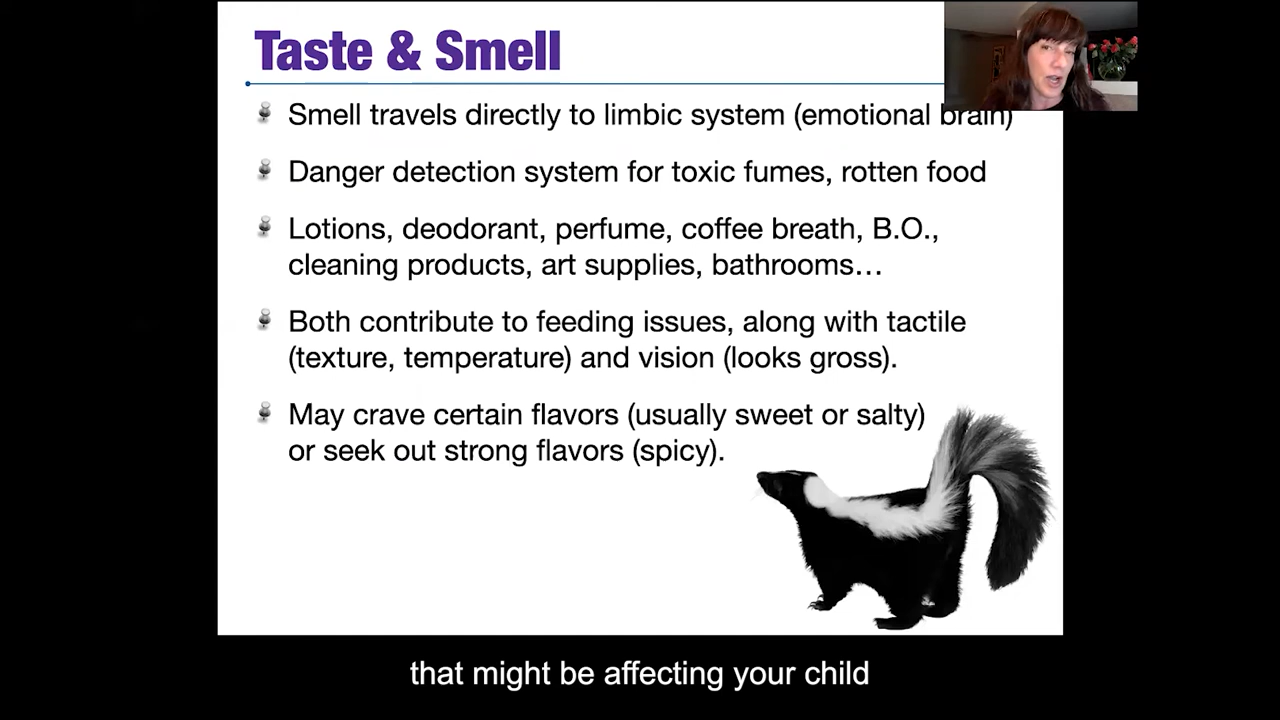 Taste & Smell
Smell travels directly to limbic system (emotional brain)
Danger detection system for toxic fumes, rotten food
Lotions, deodorant, perfume, coffee breath, B.O.,
cleaning products, art supplies, bathrooms…
Both contribute to feeding issues, along with tactile
(texture, temperature) and vision (looks gross).
May crave certain flavors (usually sweet or salty)
or seek out strong flavors (spicy).
that might be affecting your child